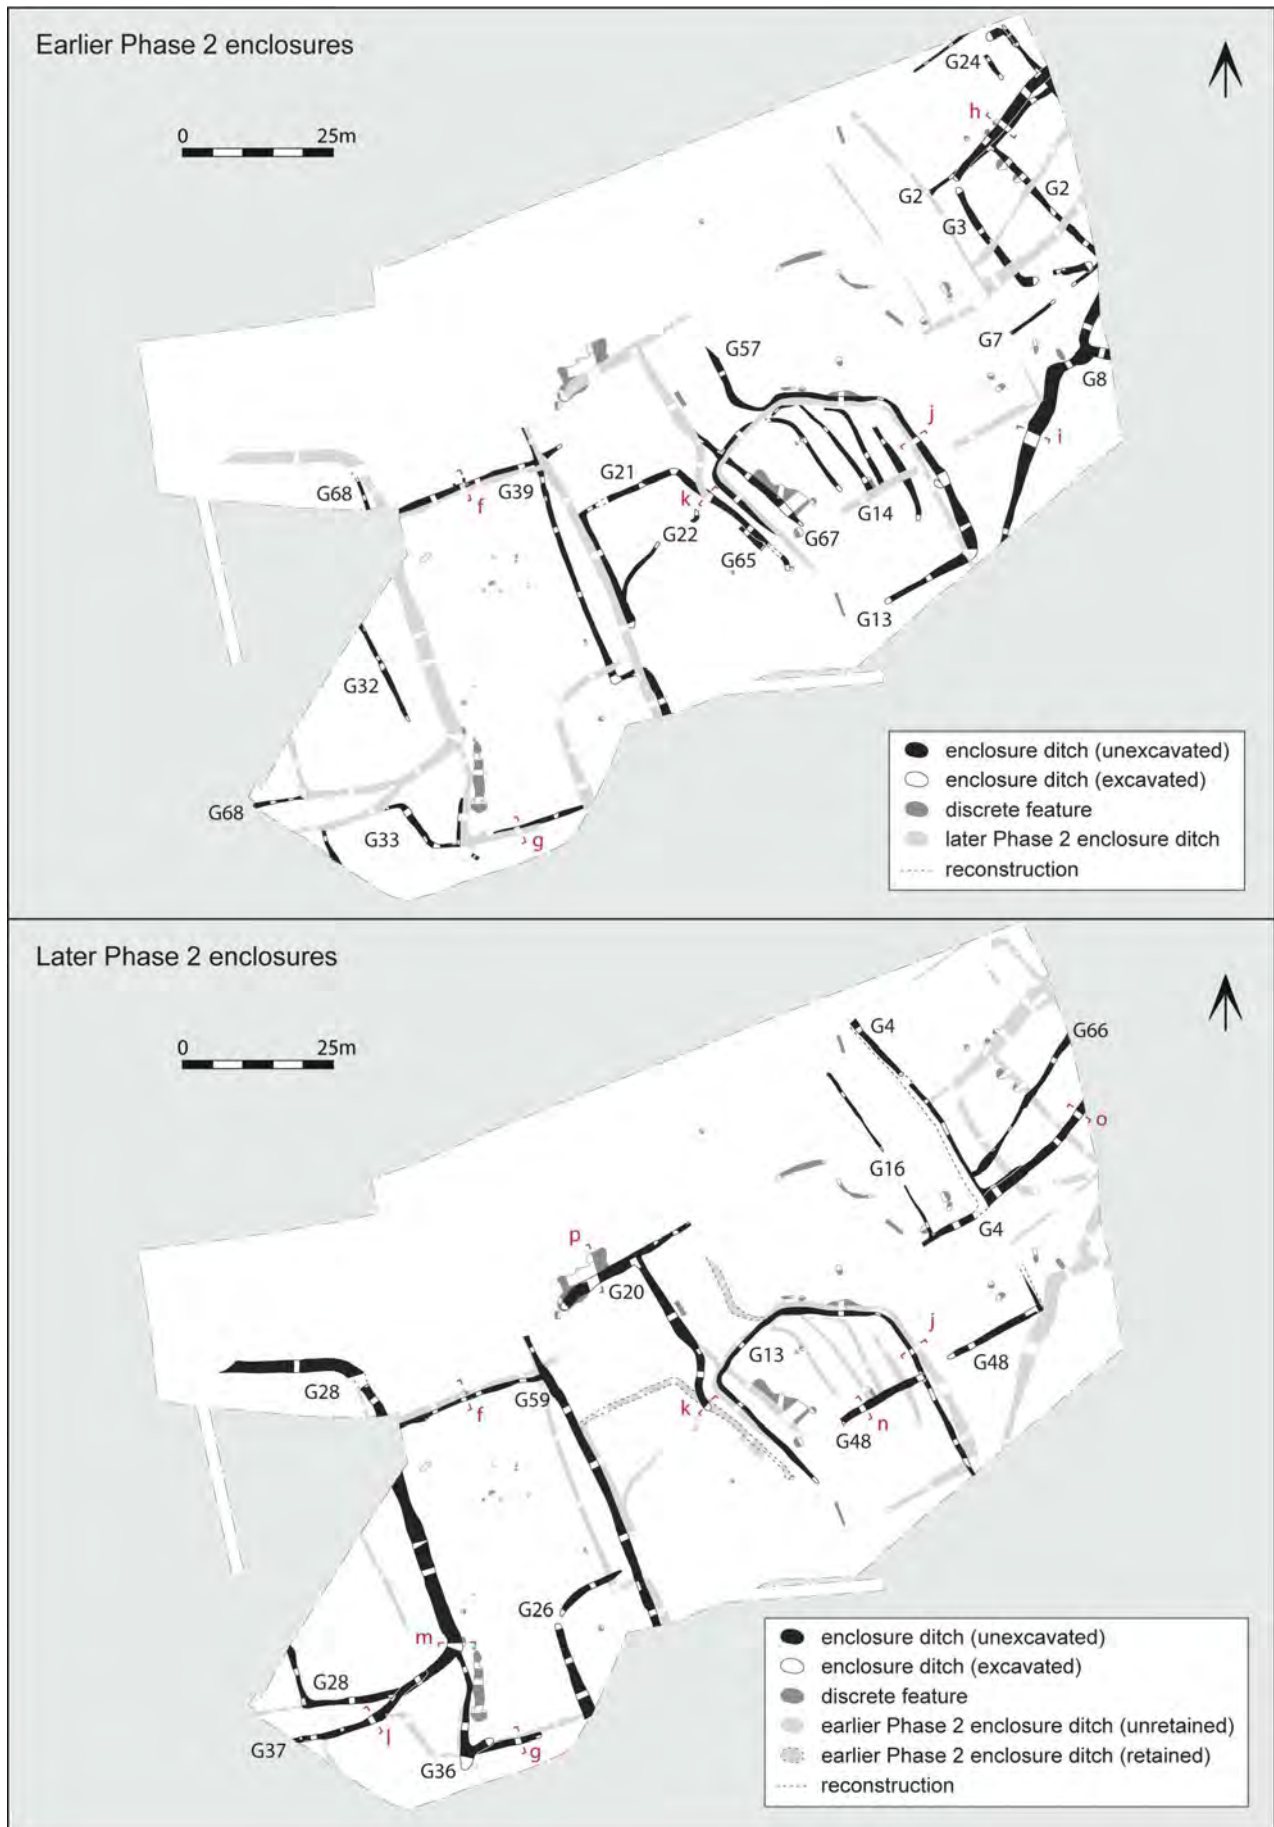 Earlier Phase 2 enclosures
0 25m
G24
h
G2
G2
G3
G7
G8
G57
j
i
G68
f
G39
G21
k
G22
G65
G67
G14
G13
G32
G68
G33
g
enclosure ditch (unexcavated)
enclosure ditch (excavated)
discrete feature
later Phase 2 enclosure ditch
reconstruction
Later Phase 2 enclosures
0 25m
G4
G66
o
G16
G4
p
G20
G13
j
G48
G28
f
G59
k
G48
n
G26
m
G28
G37
l
G36
g
enclosure ditch (unexcavated)
enclosure ditch (excavated)
discrete feature
earlier Phase 2 enclosure ditch (unretained)
earlier Phase 2 enclosure ditch (retained)
reconstruction